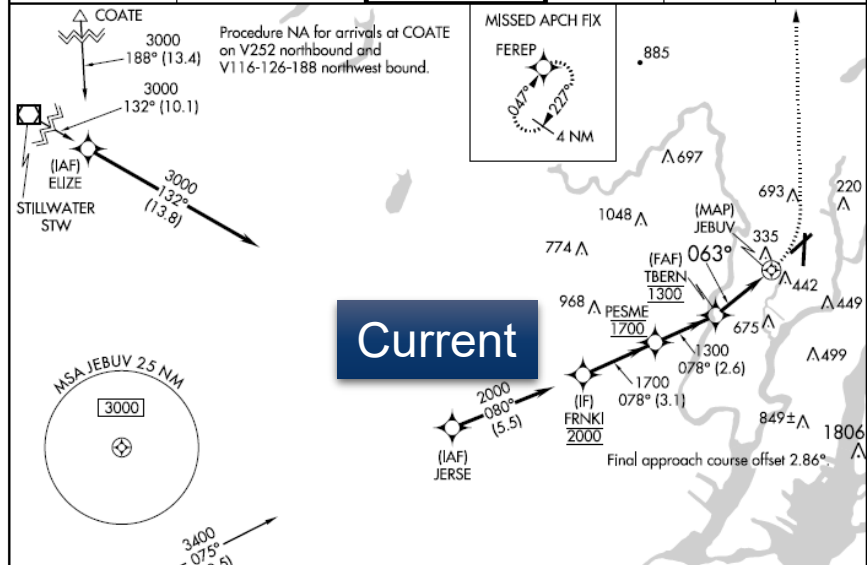 COATE
3000
188° (13.4)
Procedure NA for arrivals at COATE
on V252 northbound and
V116-126-188 northwest bound.
MISSED APCH FIX
FEREP
047°
227°
4 NM
885
3000
132° (10.1)
(IAF)
ELIZE
STILLWATER
STW
3000
132°
(13.8)
697
693
220
1048
(MAP)
JEBUV
335
774
(FAF)
TBERN
1300
063°
442
449
968
PESME
1700
675
Current
1300
078° (2.6)
499
1700
078° (3.1)
MSA JEBUV 25 NM
3000
2000
080°
(5.5)
(IF)
FRNKI
2000
849±
1806
(IAF)
JERSE
Final approach course offset 2.86°.
3400
075°